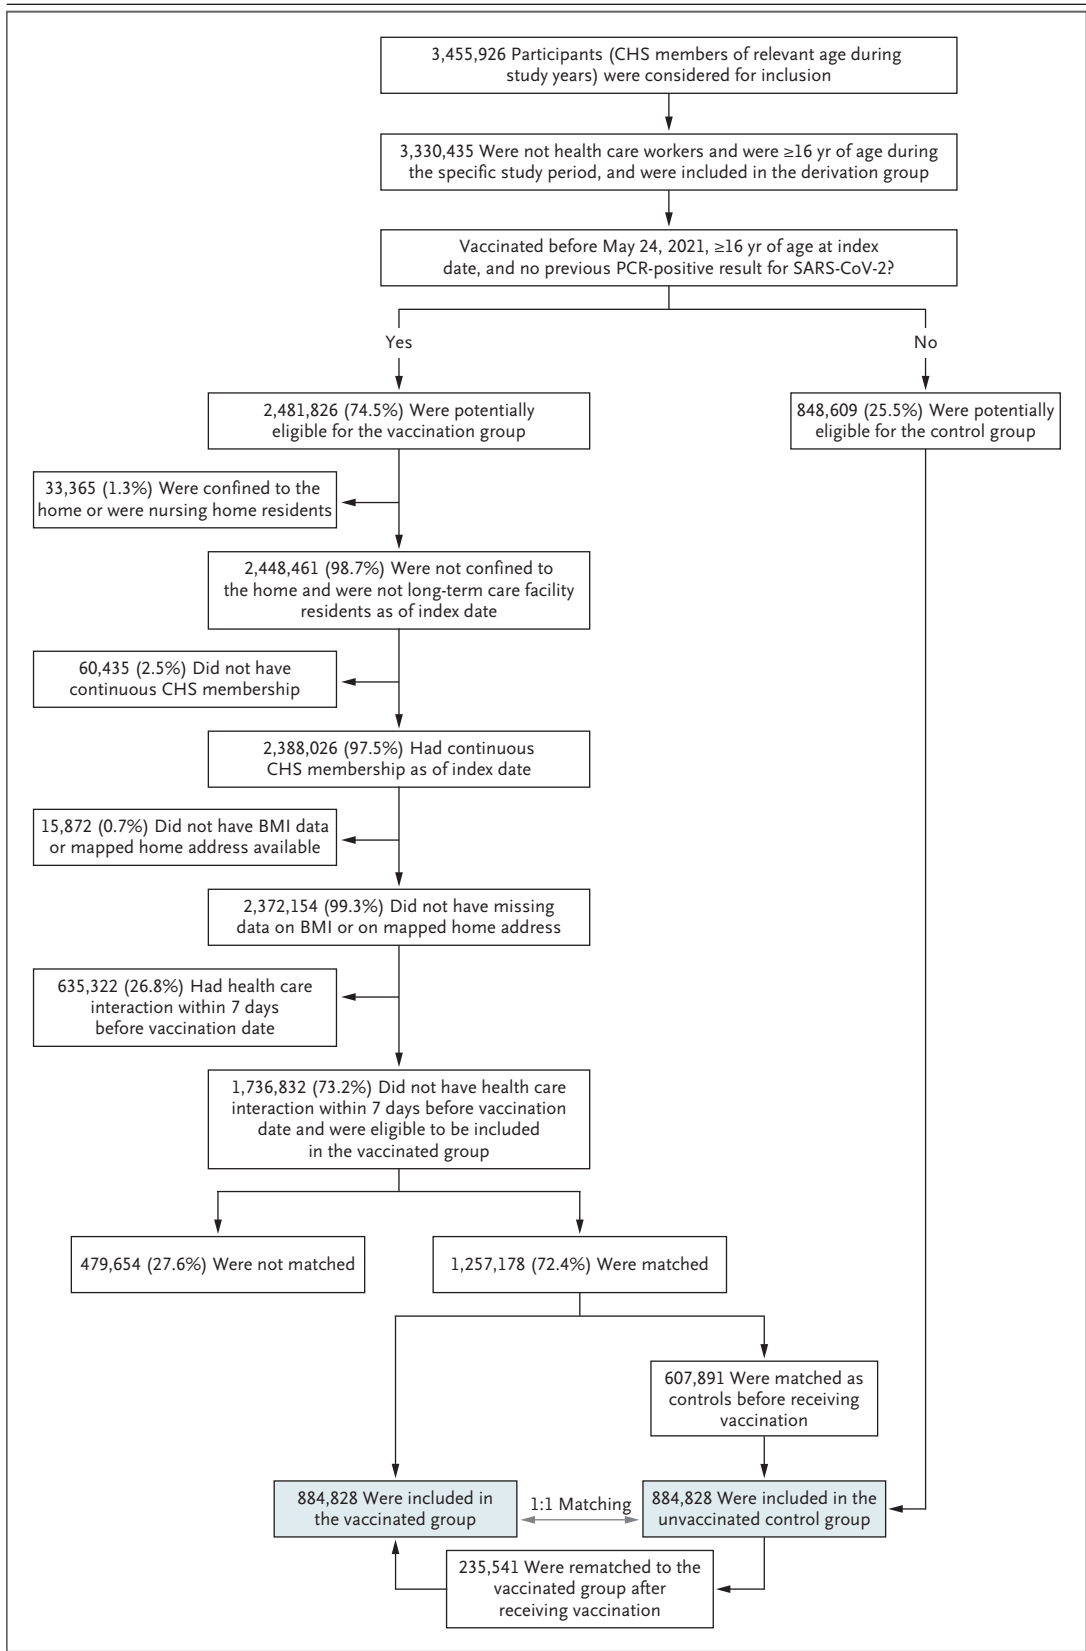 3,455,926 Participants (CHS members of relevant age during
study years) were considered for inclusion
3,330,435 Were not health care workers and were ≥16 yr of age during
the specific study period, and were included in the derivation group
Vaccinated before May 24, 2021, ≥16 yr of age at index
date, and no previous PCR-positive result for SARS-CoV-2?
Yes
No
2,481,826 (74.5%) Were potentially
eligible for the vaccination group
848,609 (25.5%) Were potentially
eligible for the control group
33,365 (1.3%) Were confined to the
home or were nursing home residents
2,448,461 (98.7%) Were not confined to
the home and were not long-term care facility
residents as of index date
60,435 (2.5%) Did not have
continuous CHS membership
2,388,026 (97.5%) Had continuous
CHS membership as of index date
15,872 (0.7%) Did not have BMI data
or mapped home address available
2,372,154 (99.3%) Did not have missing
data on BMI or on mapped home address
635,322 (26.8%) Had health care
interaction within 7 days
before vaccination date
1,736,832 (73.2%) Did not have health care
interaction within 7 days before vaccination
date and were eligible to be included
in the vaccinated group
479,654 (27.6%) Were not matched
1,257,178 (72.4%) Were matched
607,891 Were matched as
controls before receiving
vaccination
884,828 Were included in
the vaccinated group
1:1 Matching
884,828 Were included in the
unvaccinated control group
235,541 Were rematched to the
vaccinated group after
receiving vaccination